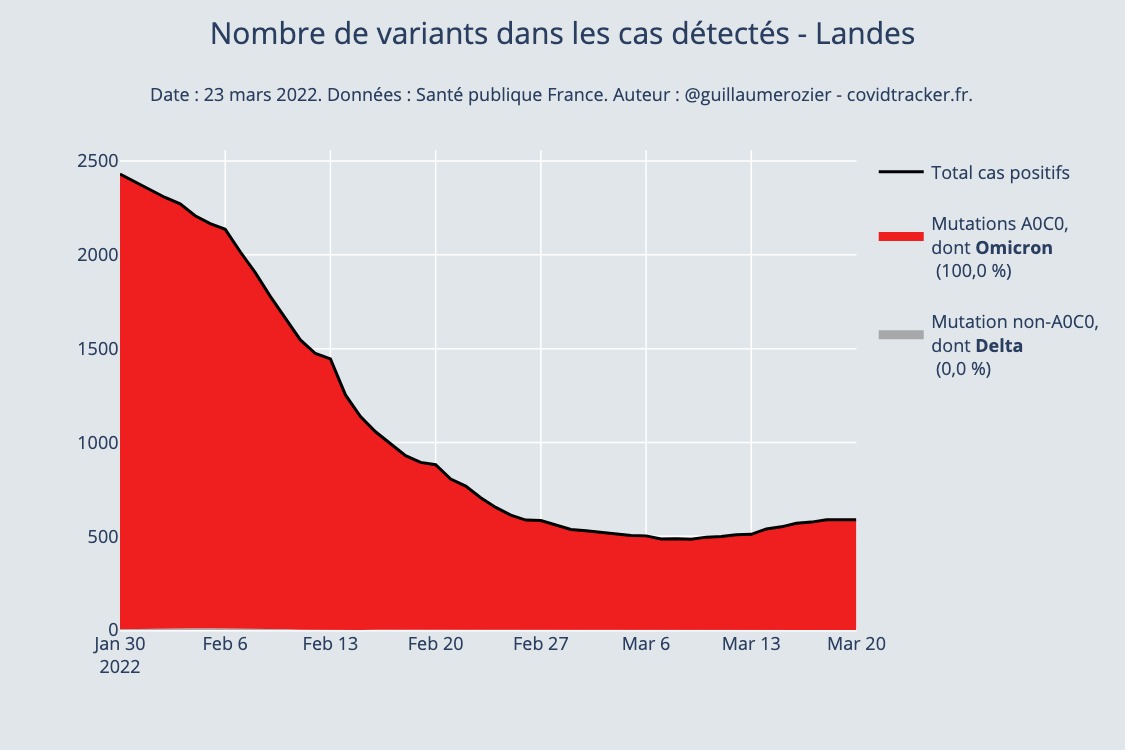 Nombre de variants dans les cas détectés - Landes
Date : 23 mars 2022. Données : Santé publique France. Auteur : @guillaumerozier - covidtracker.fr.
2500
2000
1500
1000
500
0
Jan 30
2022
Feb 6
Feb 13
Feb 20
Feb 27
Mar 6
Mar 13
Mar 20
Total cas positifs
Mutations A0C0,
dont Omicron
(100,0 %)
Mutation non-A0C0,
dont Delta
(0,0 %)